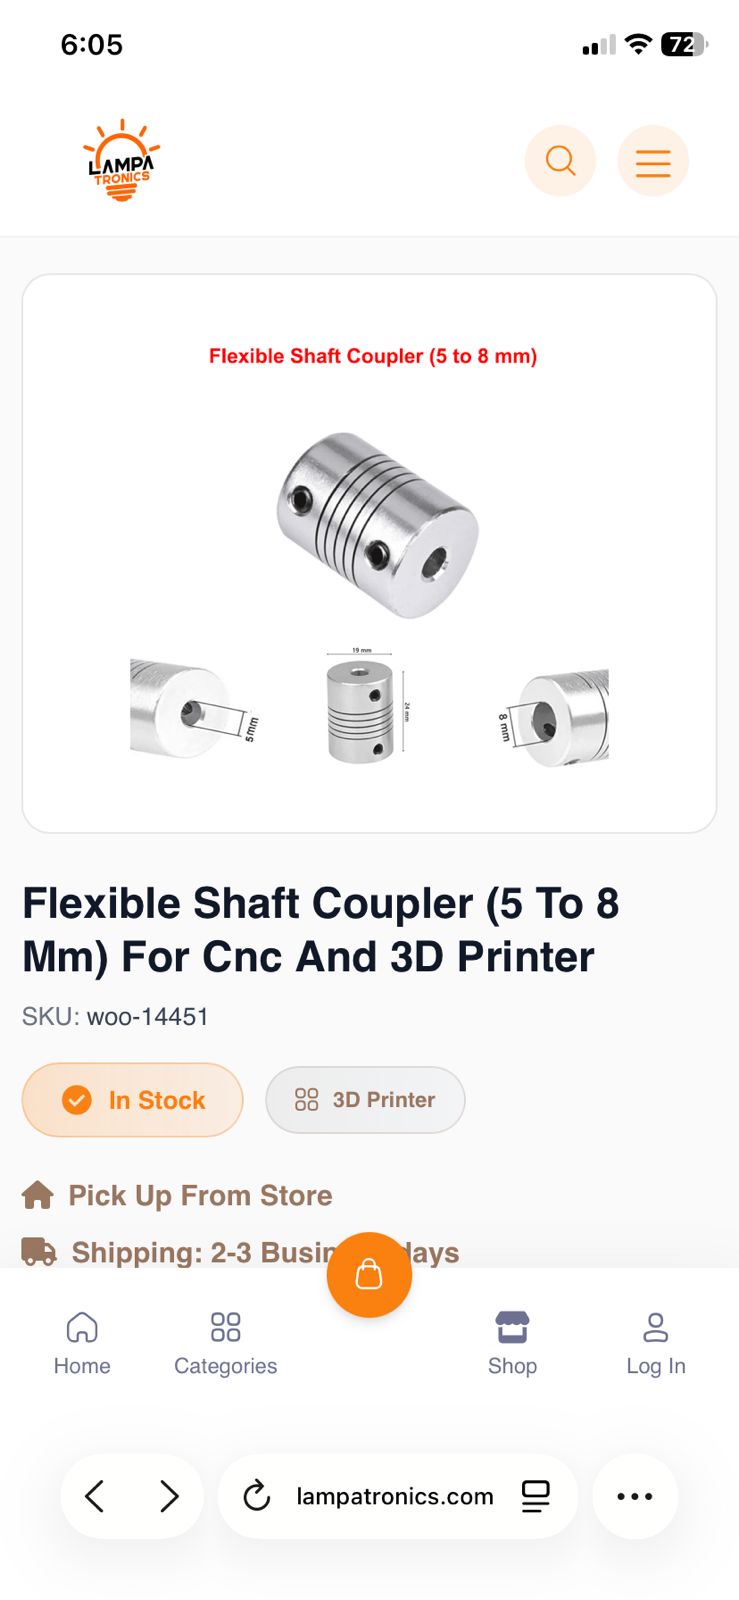 6:05
72
LAMPA
TRONICS
Flexible Shaft Coupler (5 to 8 mm)
19 mm
24 mm
5 mm
8 mm
Flexible Shaft Coupler (5 To 8
Mm) For Cnc And 3D Printer
SKU: woo-14451
In Stock
3D Printer
Pick Up From Store
Shipping: 2-3 Busin days
Home
Categories
Shop
Log In
lampatronics.com